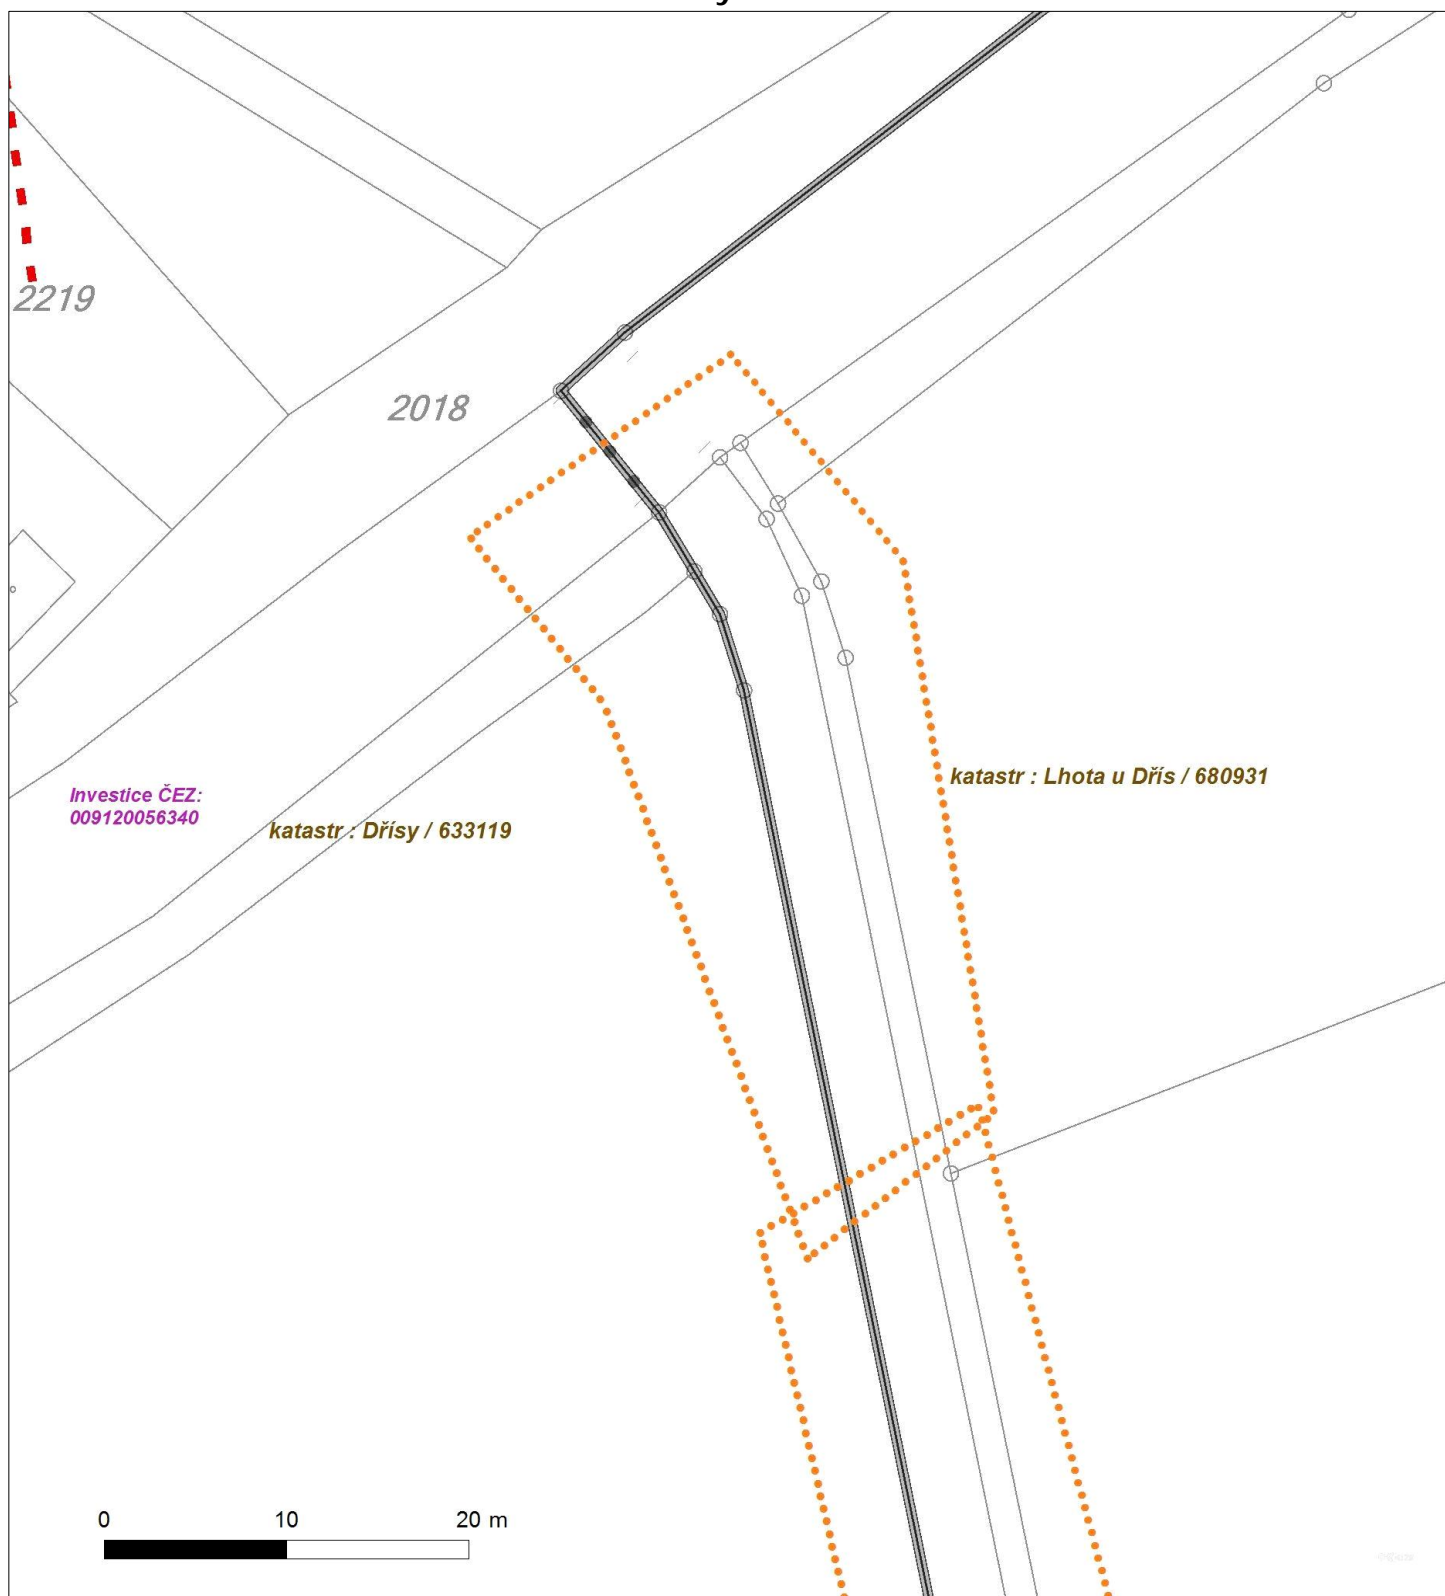 2219
2018
katastr : Lhota u Dřís / 680931
Investice ČEZ:
009120056340
katastr : Dřísy / 633119
0 10 20 m